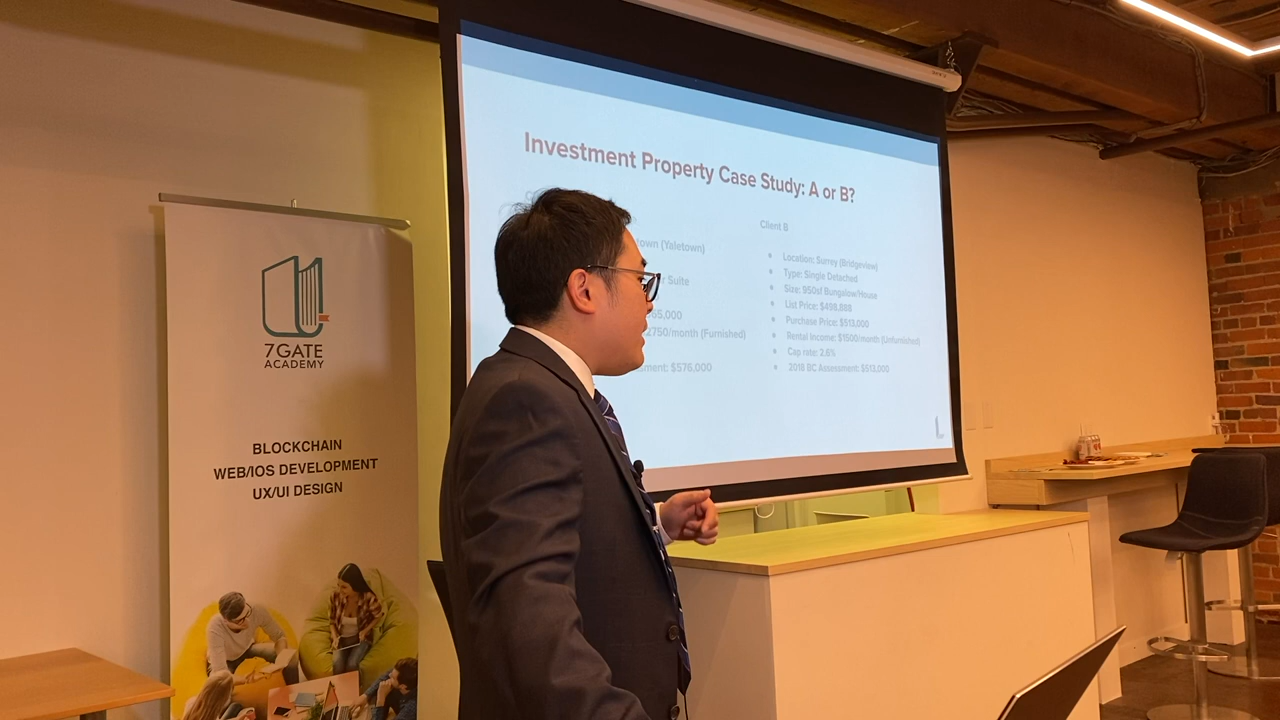 Investment Property Case Study: A or B?
town (Yaletown)
Suite
65,000
2750/month (Furnished)
ment: $576,000
Client B
Location: Surrey (Bridgeview)
Type: Single Detached
Size: 950sf Bungalow/House
List Price: $498,888
Purchase Price: $513,000
Rental Income: $1500/month (Unfurnished)
Cap rate: 2.6%
2018 BC Assessment: $513,000
7GATE
ACADEMY
BLOCKCHAIN
WEB/IOS DEVELOPMENT
UX/UI DESIGN